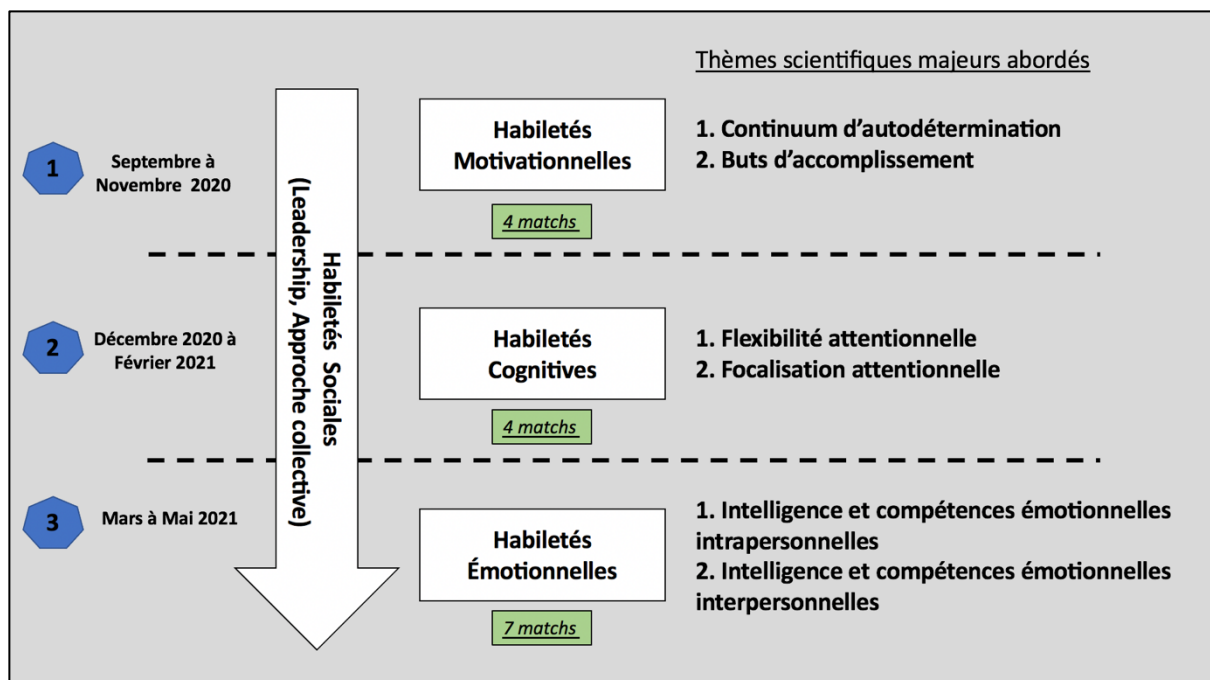 Thèmes scientifiques majeurs abordés
1
Septembre à
Novembre 2020
Habiletés
Motivationnelles
4 matchs
1. Continuum d'autodétermination
2. Buts d'accomplissement
Habiletés Sociales
(Leadership, Approche collective)
2
Décembre 2020 à
Février 2021
Habiletés
Cognitives
4 matchs
1. Flexibilité attentionnelle
2. Focalisation attentionnelle
3
Mars à Mai 2021
Habiletés
Émotionnelles
7 matchs
1. Intelligence et compétences émotionnelles
intrapersonnelles
2. Intelligence et compétences émotionnelles
interpersonnelles